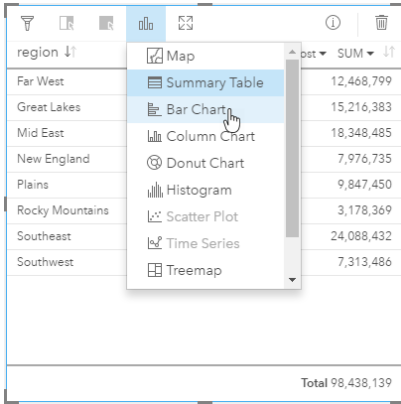 region
ost SUM
Far West 12,468,799
Great Lakes 15,216,383
Mid East 18,348,485
New England 7,976,735
Plains 9,847,450
Rocky Mountains 3,178,369
Southeast 24,088,432
Southwest 7,313,486
Map
Summary Table
Bar Chart
Column Chart
Donut Chart
Histogram
Scatter Plot
Time Series
Treemap
Total 98,438,139